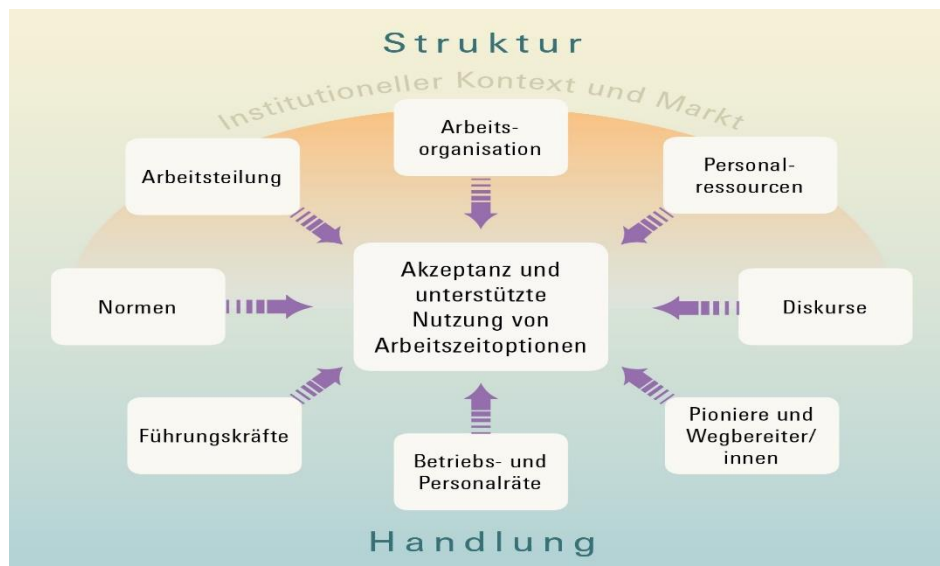 Struktur
Institutioneller Kontext und Markt
Arbeits-
organisation
Arbeitsteilung
Personal-
ressourcen
Akzeptanz und
unterstützte
Nutzung von
Arbeitszeitoptionen
Normen
Diskurse
Führungskräfte
Betriebs- und
Personalräte
Pioniere und
Wegbereiter/
innen
Handlung